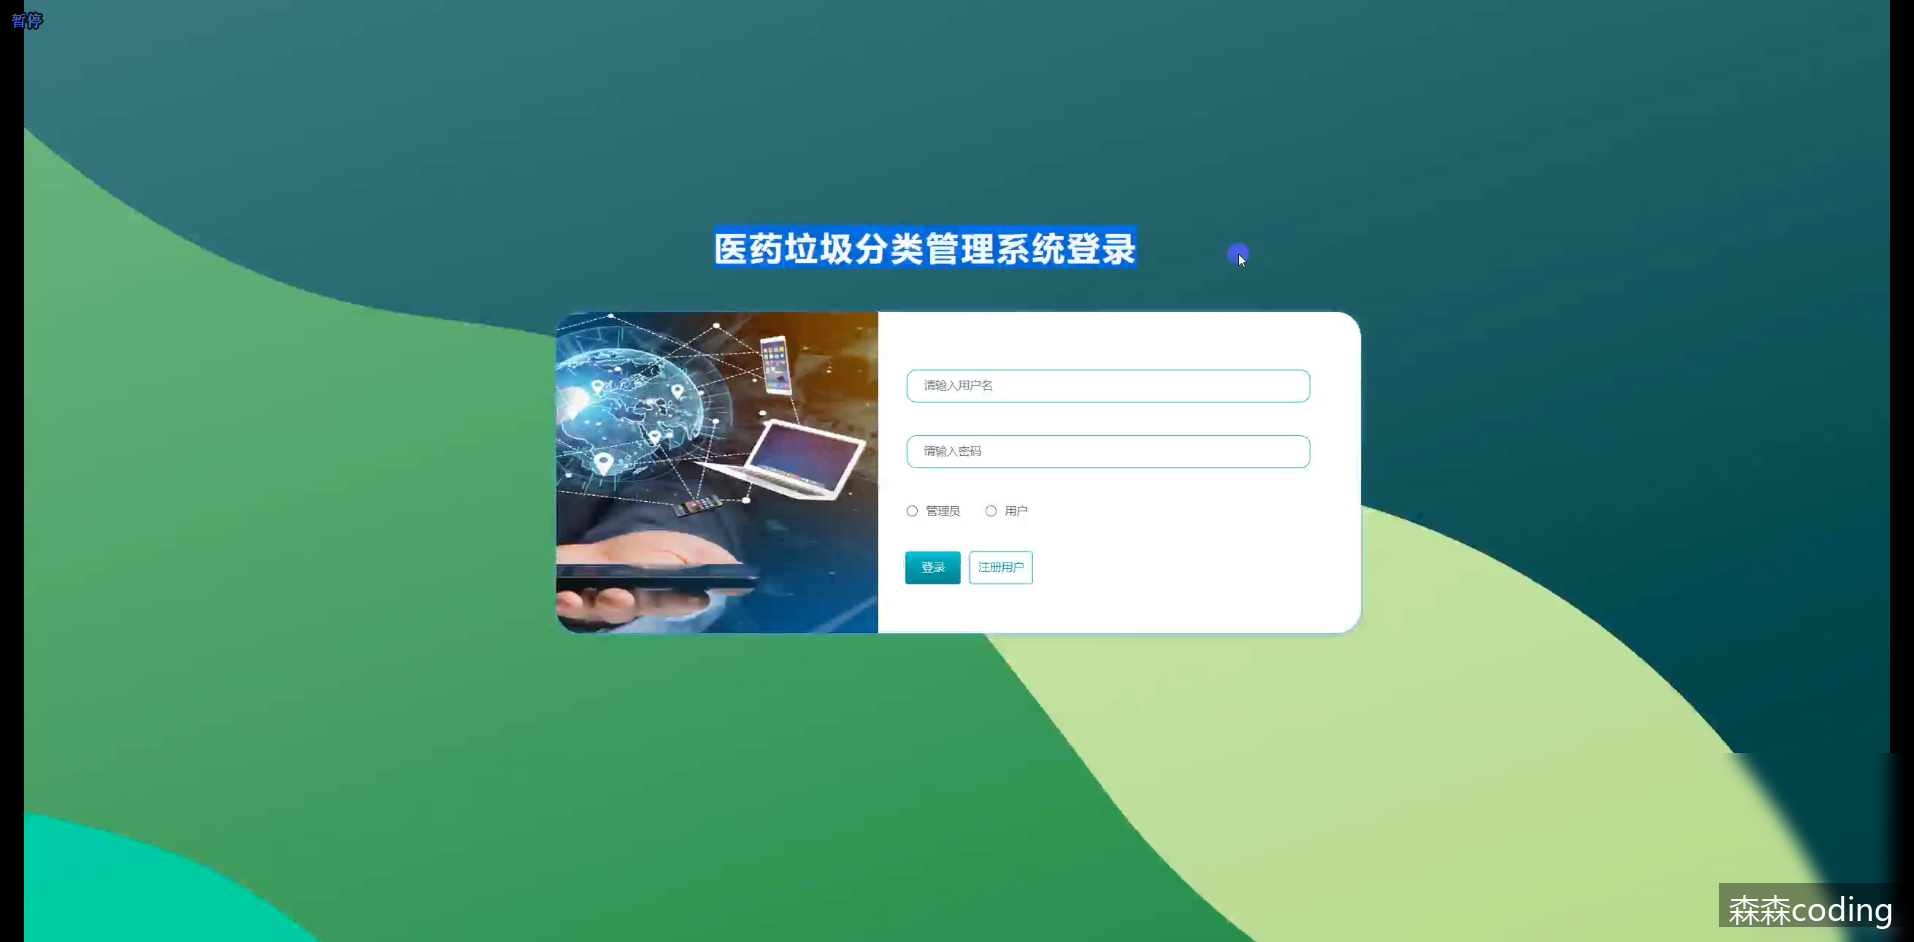 暂停
医药垃圾分类管理系统登录
请输入用户名
请输入密码
管理员 用户
登录 注册用户
森森coding